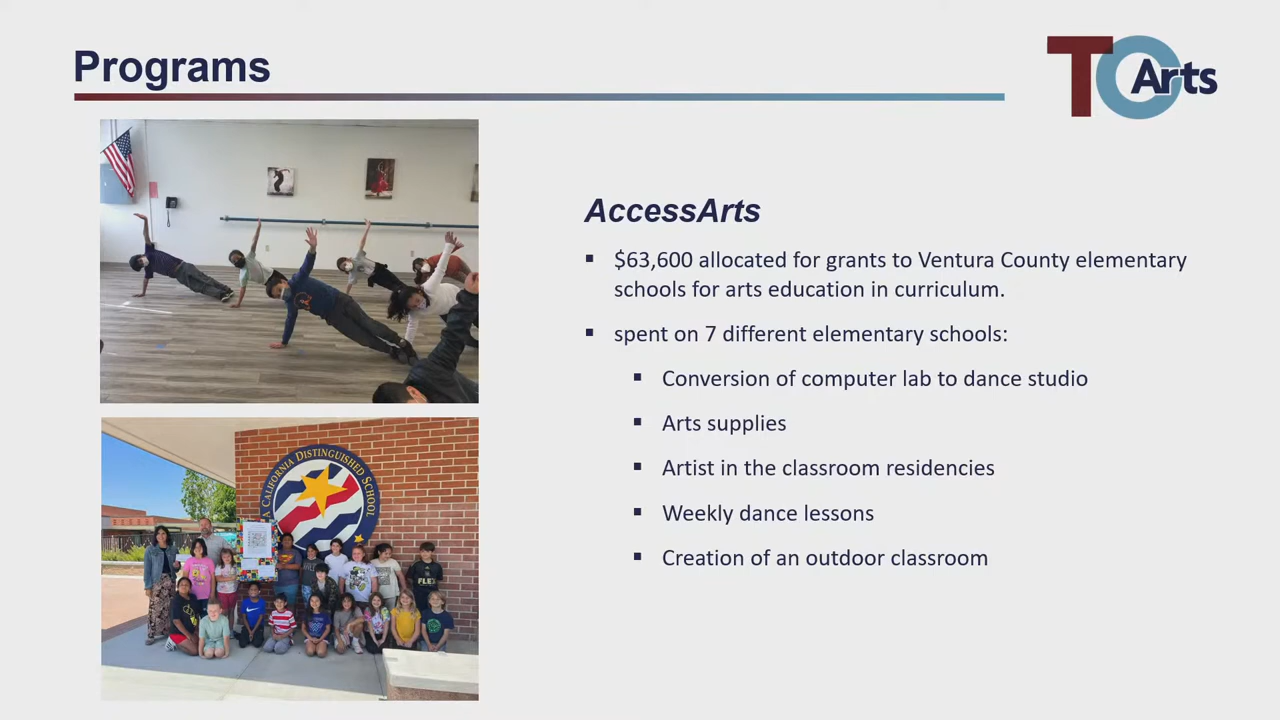 Programs
TO Arts
AccessArts
▪ $63,600 allocated for grants to Ventura County elementary
schools for arts education in curriculum.
▪ spent on 7 different elementary schools:
▪ Conversion of computer lab to dance studio
▪ Arts supplies
▪ Artist in the classroom residencies
▪ Weekly dance lessons
▪ Creation of an outdoor classroom
A CALIFORNIA DISTINGUISHED SCHOOL
FLEX